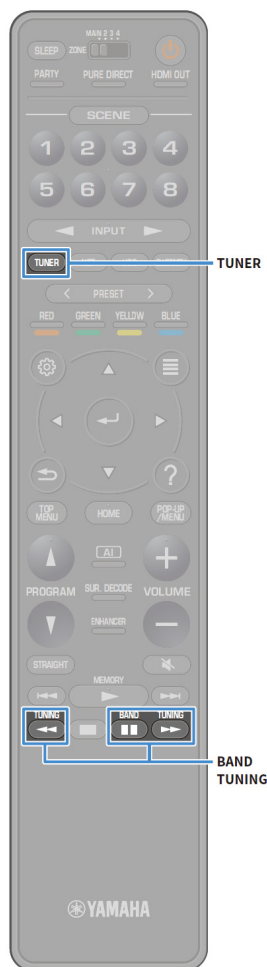 MAIN 2 3 4
SLEEP ZONE
PARTY PURE DIRECT HDMI OUT
SCENE
1 2 3 4
5 6 7 8
INPUT
TUNER
TUNER
PRESET
RED GREEN YELLOW BLUE
?
TOP
MENU
HOME
POP-UP
/MENU
AI
PROGRAM SUR. DECODE VOLUME
ENHANCER
STRAIGHT
MEMORY
TUNING BAND TUNING
BAND
TUNING
YAMAHA